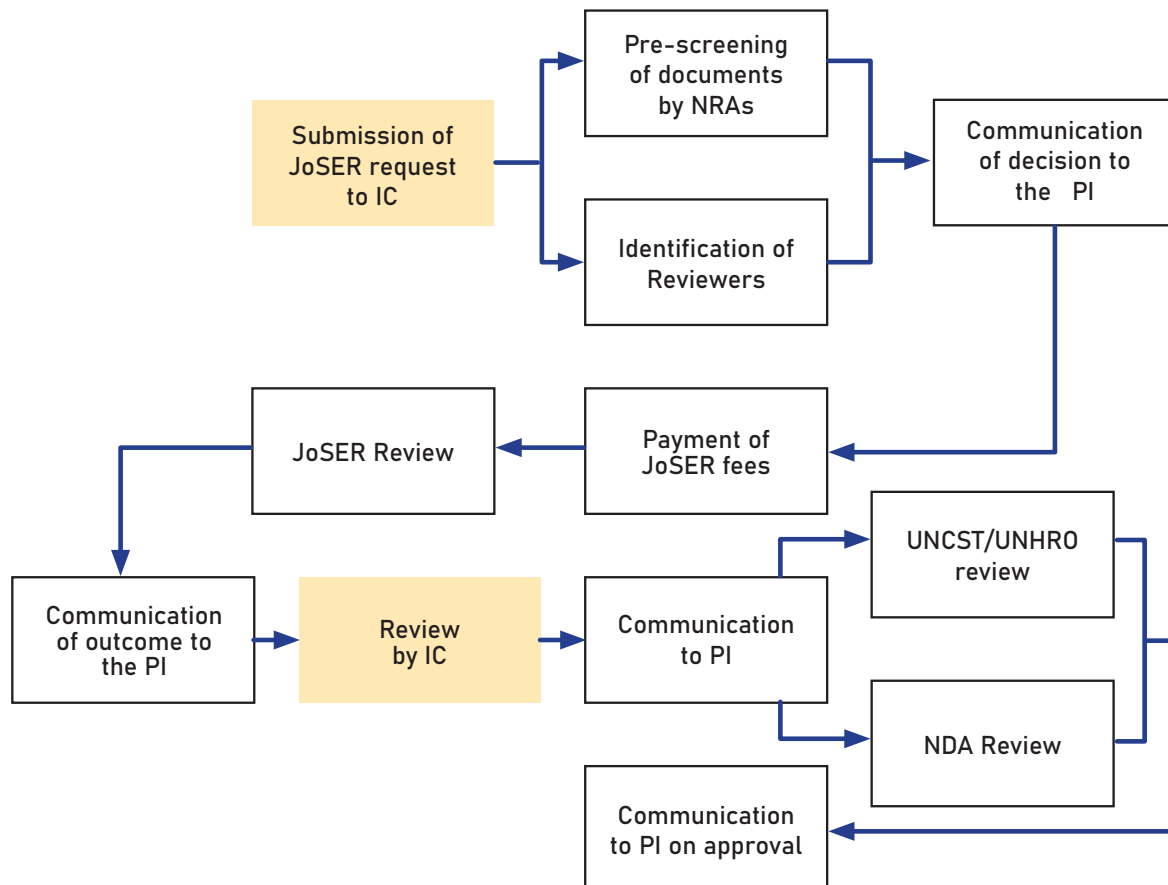 Pre-screening
of documents
by NRAs
Submission of
JoSER request
to IC
Communication
of decision to
the PI
Identification of
Reviewers
JoSER Review
Payment of
JoSER fees
UNCST/UNHRO
review
Communication
of outcome to
the PI
Review
by IC
Communication
to PI
NDA Review
Communication
to PI on approval